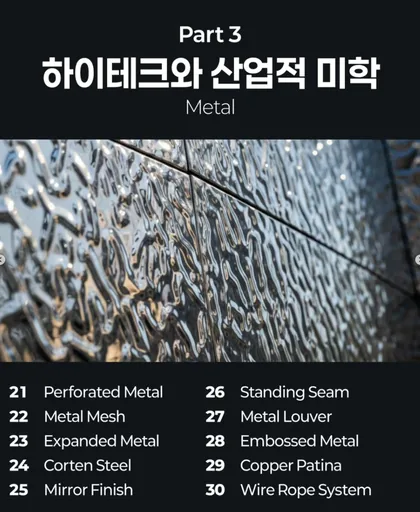 Part 3
하이테크와 산업적 미학
Metal
21 Perforated Metal
22 Metal Mesh
23 Expanded Metal
24 Corten Steel
25 Mirror Finish
26 Standing Seam
27 Metal Louver
28 Embossed Metal
29 Copper Patina
30 Wire Rope System